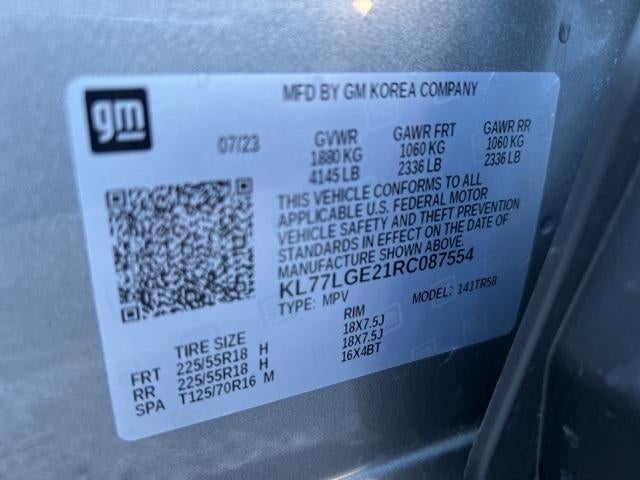 gm
MFD BY GM KOREA COMPANY
07/23 GVWR GAWR FRT GAWR RR
1880 KG 1060 KG 1060 KG
4145 LB 2336 LB 2336 LB
THIS VEHICLE CONFORMS TO ALL
APPLICABLE U.S. FEDERAL MOTOR
VEHICLE SAFETY AND THEFT PREVENTION
STANDARDS IN EFFECT ON THE DATE OF
MANUFACTURE SHOWN ABOVE.
KL77LGE21RC087554
TYPE: MPV MODEL: 141TR58
TIRE SIZE RIM
FRT 225/55R18 H 18X7.5J
RR 225/55R18 H 18X7.5J
SPA T125/70R16 M 16X4BT